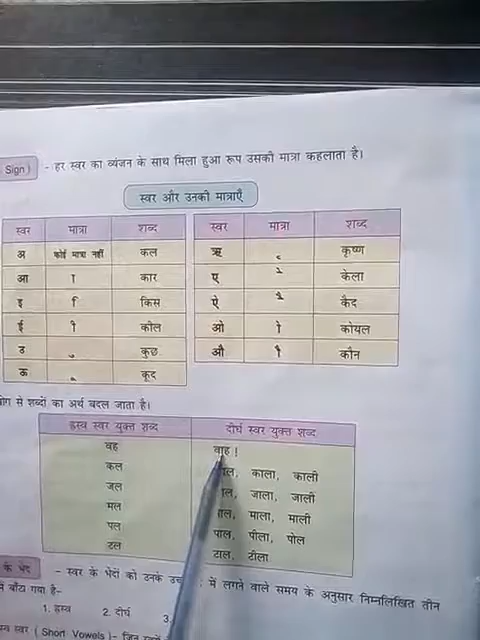 Sign ) - हर स्वर का व्यंजन के साथ मिला हुआ रूप उसकी मात्रा कहलाता है।
स्वर और उनकी मात्राएँ
स्वर मात्रा शब्द स्वर मात्रा शब्द
अ कोई मात्रा नहीं कल ऋ ृ कृष्ण
आ ा कार ए े केला
इ ि किस ऐ ै कैद
ई ी कील ओ ो कोयल
उ ु कुछ औ ौ कौन
ऊ ू कूद
से शब्दों का अर्थ बदल जाता है।
ह्रस्व स्वर युक्त शब्द दीर्घ स्वर युक्त शब्द
वह वाह !
कल काला, काली
जल जाला, जाली
मल माला, माली
पल पाल, पीला, पोल
टल टाल, टीला
के भेद - स्वर के भेदों को उनके में लगने वाले समय के अनुसार निम्नलिखित तीन
बाँटा गया है-
1. ह्रस्व 2. दीर्घ 3.
स्वर ( Short Vowels ) - जिन